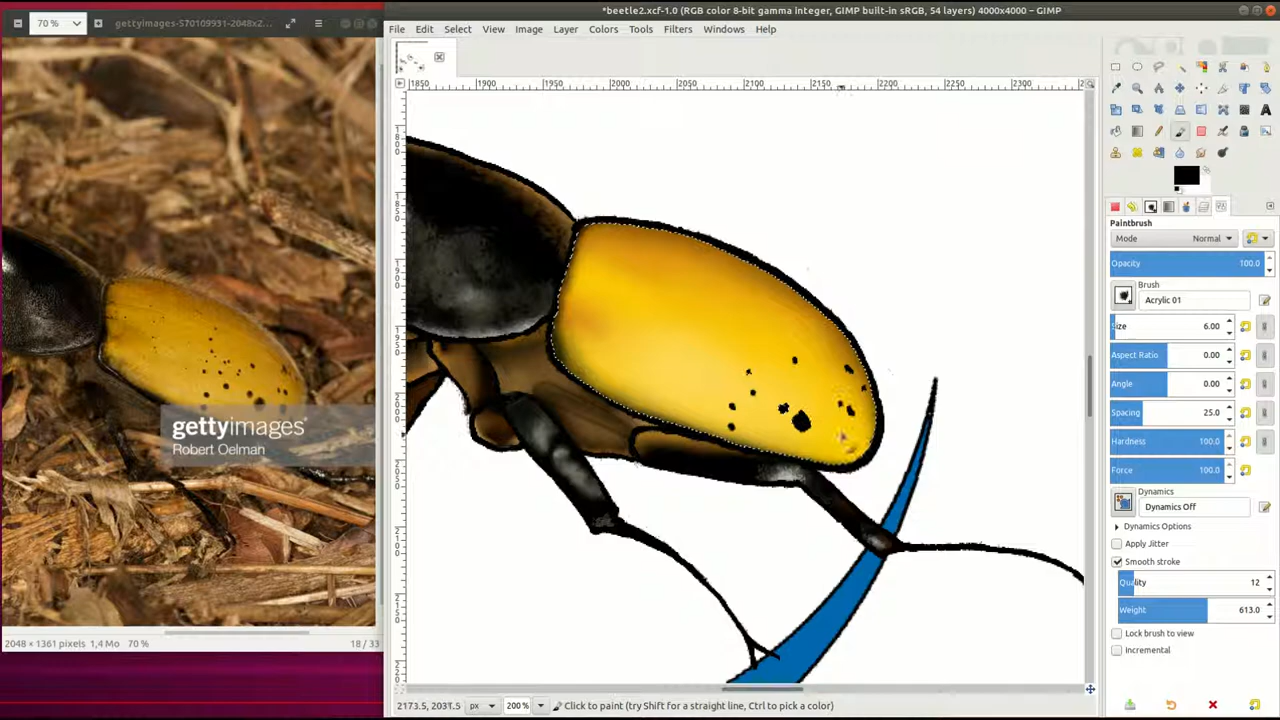 70 %
gettyimages-570109931-2048x2...
*beetle2.xcf-1.0 (RGB color 8-bit gamma integer, GIMP built-in sRGB, 54 layers) 4000x4000 – GIMP
File Edit Select View Image Layer Colors Tools Filters Windows Help
1850 1900 1950 2000 2050 2100 2150 2200 2250 2300
gettyimages®
Robert Oelman
Paintbrush
Mode Normal
Opacity 100.0
Brush
Acrylic 01
Size 6.00
Aspect Ratio 0.00
Angle 0.00
Spacing 25.0
Hardness 100.0
Force 100.0
Dynamics
Dynamics Off
Dynamics Options
Apply Jitter
Smooth stroke
Quality 12
Weight 613.0
Lock brush to view
Incremental
2048 × 1361 pixels 1,4 Mo 70 % 18 / 33
2173.5, 2031.5 px 200 % Click to paint (try Shift for a straight line, Ctrl to pick a color)